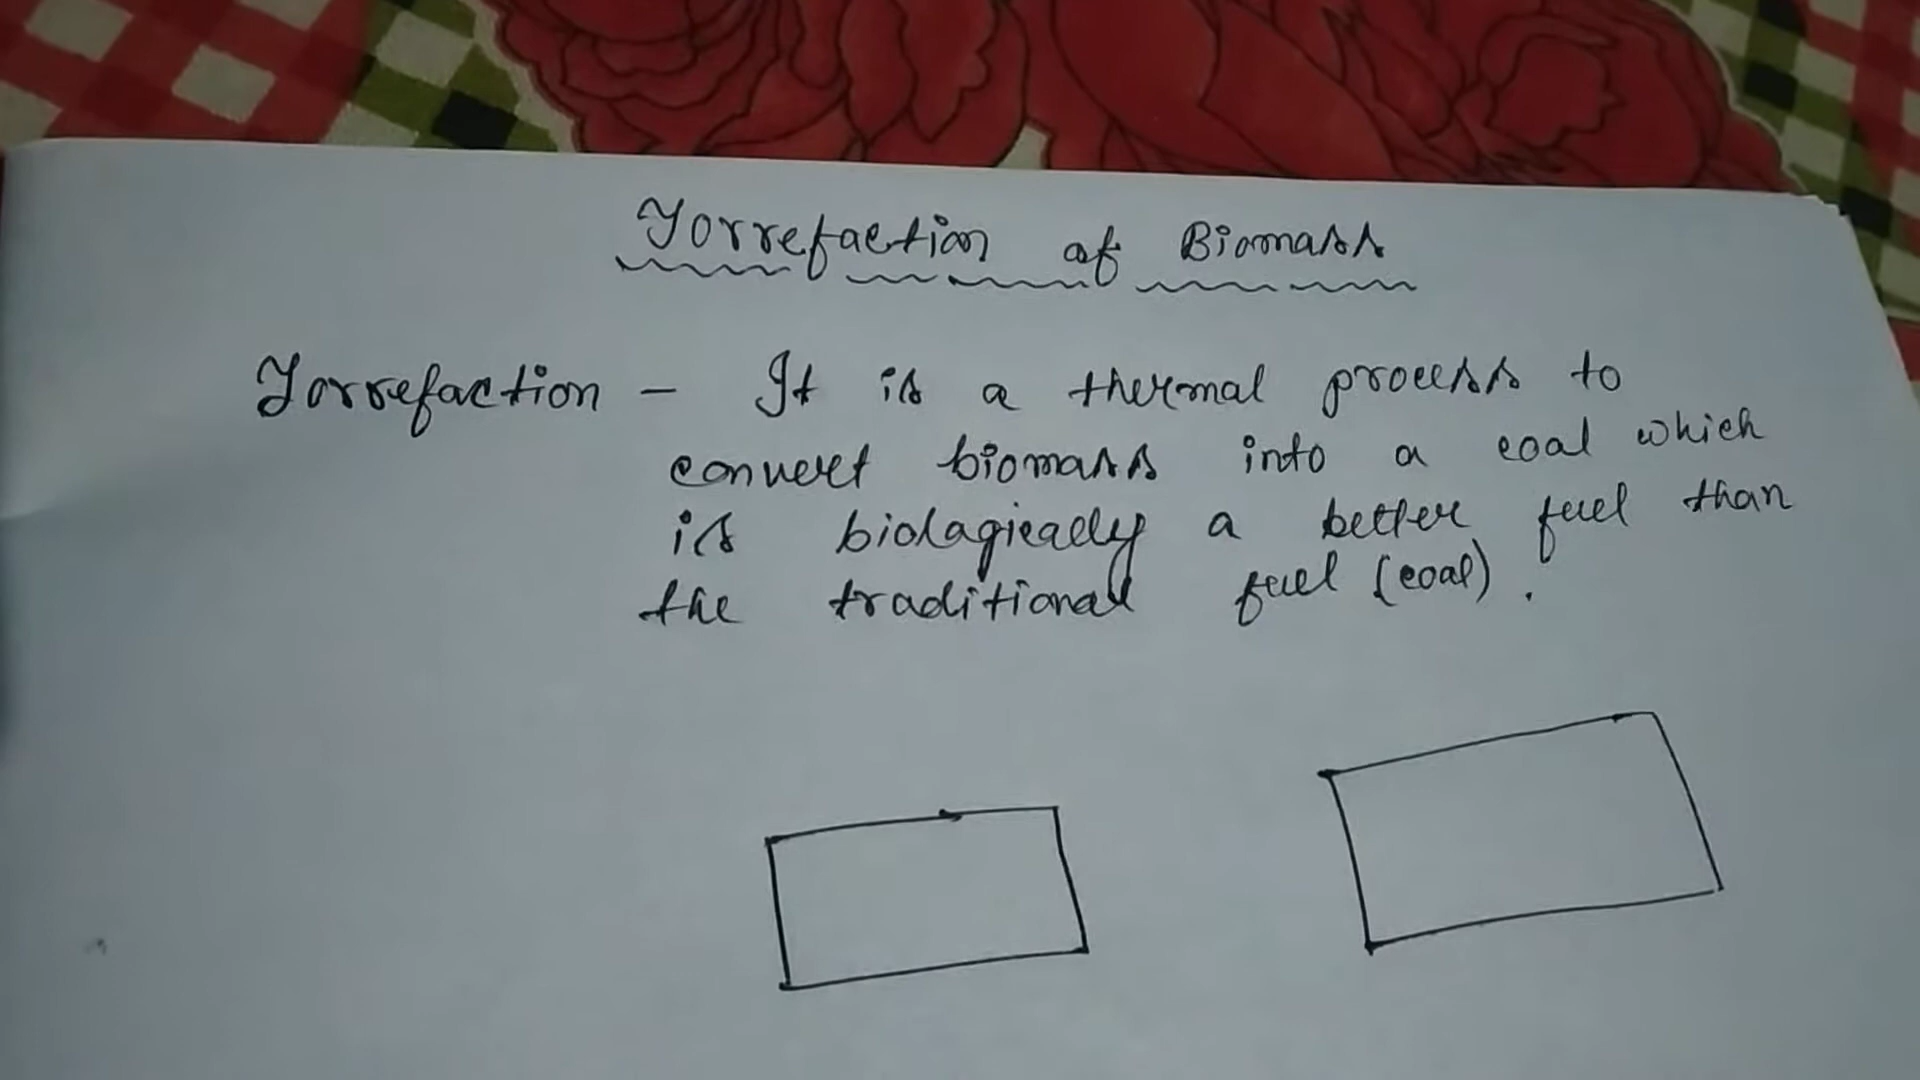 Torrefaction of Biomass
Torrefaction - It is a thermal process to
convert biomass into a coal which
is biologically a better fuel than
the traditional fuel (coal).